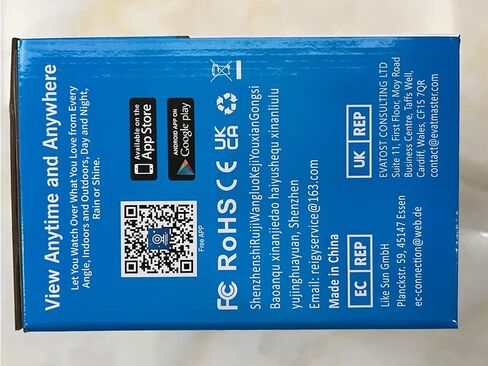 View Anytime and Anywhere
Let You Watch Over What You Love from Every
Angle, Indoors and Outdoors, Day and Night,
Rain or Shine.
Available on the
App Store
ANDROID APP ON
Google play
Free APP
FC RoHS CE UK CA
ShenzhenshiRuijiWengluoKejiYouxianGongsi
Baoanqu xinanjiedao haiyushequ xinanliulu
yujinghuayuan, Shenzhen
Email: reigyservice@163.com
Made in China
EC REP
Like Sun GmbH
Planckstr. 59, 45147 Essen
ec-connection@web.de
UK REP
EVATOST CONSULTING LTD
Suite 11, First Floor, Moy Road
Business Centre, Taffs Well,
Cardiff, Wales, CF15 7QR
contact@evatmaster.com